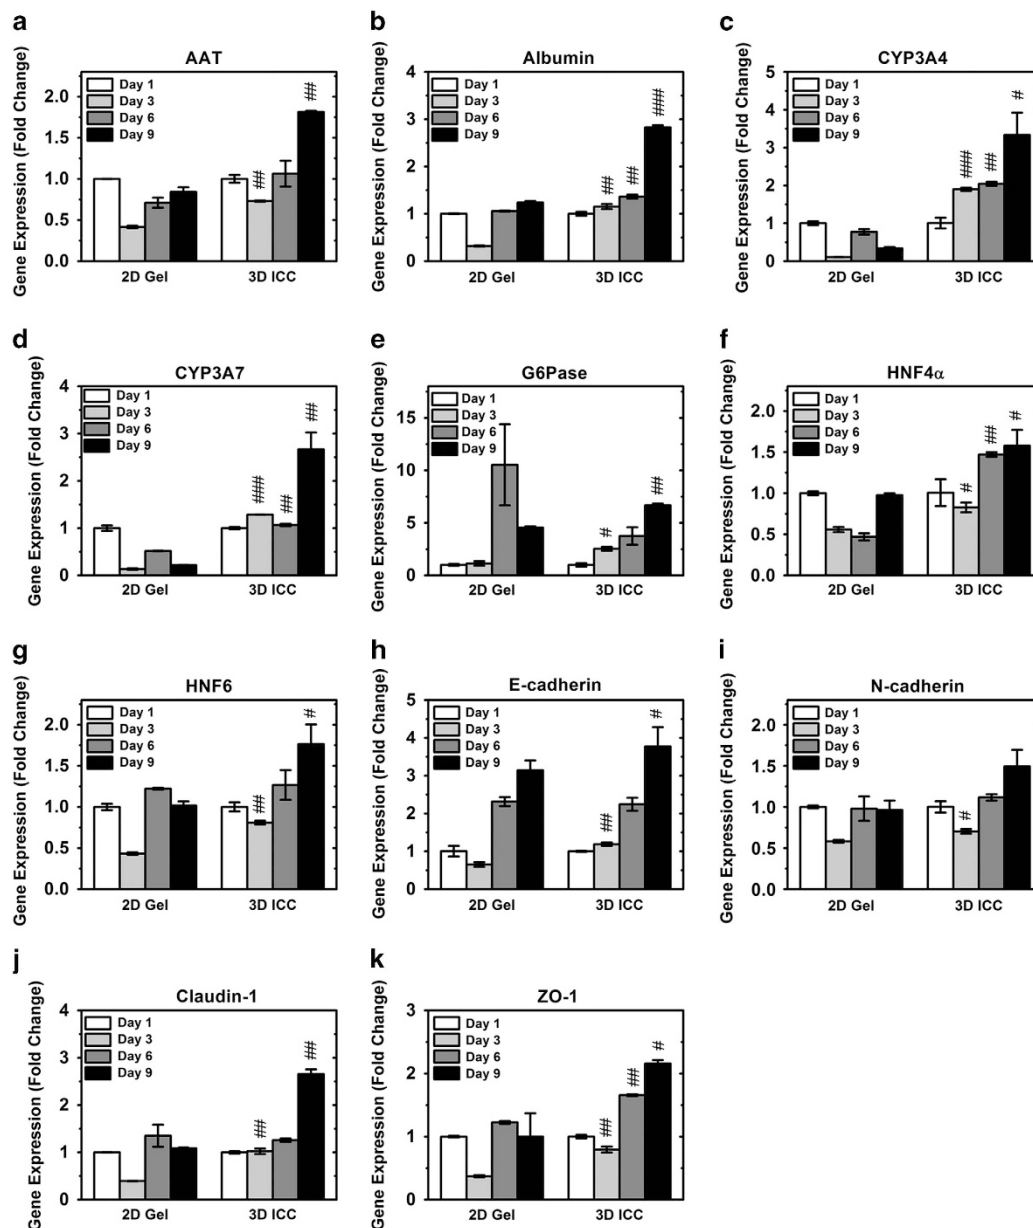 a
AAT
Gene Expression (Fold Change)
2.0
1.5
1.0
0.5
0.0
Day 1
Day 3
Day 6
Day 9
##
##
2D Gel
3D ICC
b
Albumin
Gene Expression (Fold Change)
4
3
2
1
0
Day 1
Day 3
Day 6
Day 9
##
##
###
2D Gel
3D ICC
c
CYP3A4
Gene Expression (Fold Change)
5
4
3
2
1
0
Day 1
Day 3
Day 6
Day 9
###
##
#
2D Gel
3D ICC
d
CYP3A7
Gene Expression (Fold Change)
4
3
2
1
0
Day 1
Day 3
Day 6
Day 9
###
##
##
2D Gel
3D ICC
e
G6Pase
Gene Expression (Fold Change)
15
10
5
0
Day 1
Day 3
Day 6
Day 9
#
##
2D Gel
3D ICC
f
HNF4α
Gene Expression (Fold Change)
2.0
1.5
1.0
0.5
0.0
Day 1
Day 3
Day 6
Day 9
#
##
#
2D Gel
3D ICC
g
HNF6
Gene Expression (Fold Change)
2.0
1.5
1.0
0.5
0.0
Day 1
Day 3
Day 6
Day 9
##
#
2D Gel
3D ICC
h
E-cadherin
Gene Expression (Fold Change)
5
4
3
2
1
0
Day 1
Day 3
Day 6
Day 9
##
#
2D Gel
3D ICC
i
N-cadherin
Gene Expression (Fold Change)
2.0
1.5
1.0
0.5
0.0
Day 1
Day 3
Day 6
Day 9
#
2D Gel
3D ICC
j
Claudin-1
Gene Expression (Fold Change)
4
3
2
1
0
Day 1
Day 3
Day 6
Day 9
##
##
2D Gel
3D ICC
k
ZO-1
Gene Expression (Fold Change)
3
2
1
0
Day 1
Day 3
Day 6
Day 9
##
##
#
2D Gel
3D ICC